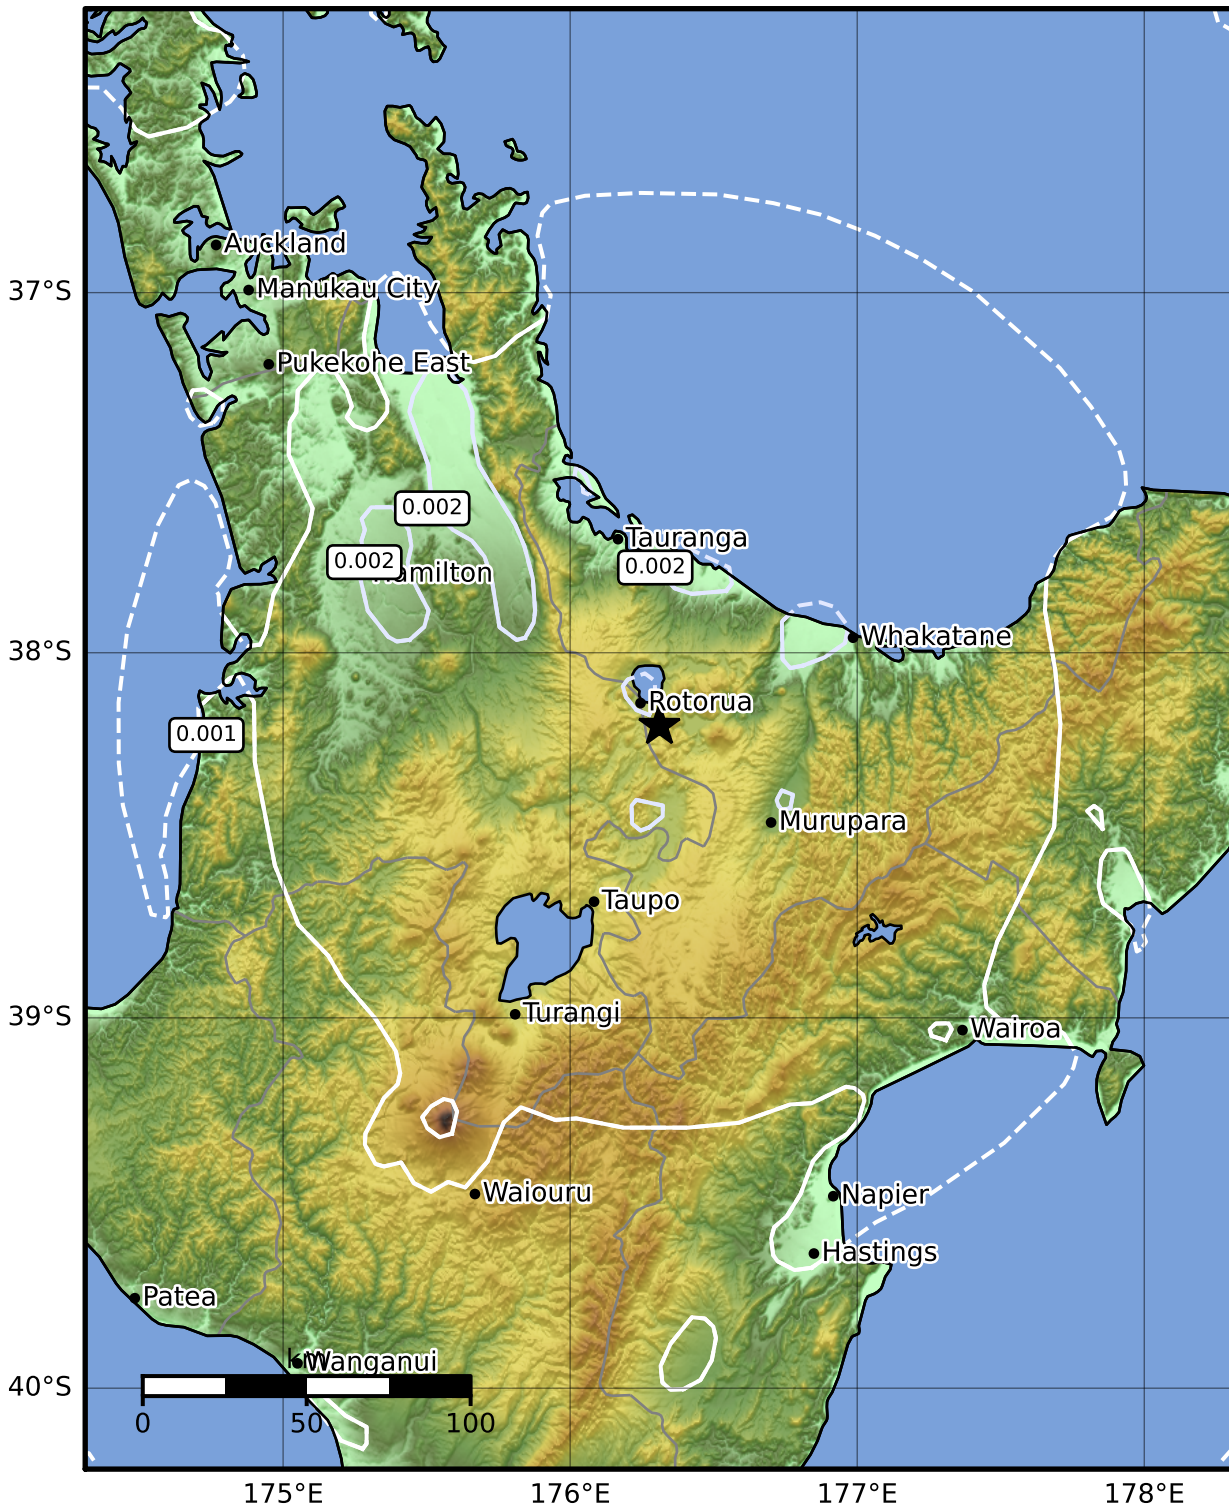 Auckland
37°S
Manukau City
Pukekohe East
0.002
Tauranga
0.002
0.002
Hamilton
Whakatane
38°S
Rotorua
0.001
Murupara
Taupo
39°S
Turangi
Wairoa
Waiouru
Napier
Hastings
Patea
km
Wanganui
40°S
0 50 100
175°E 176°E 177°E 178°E